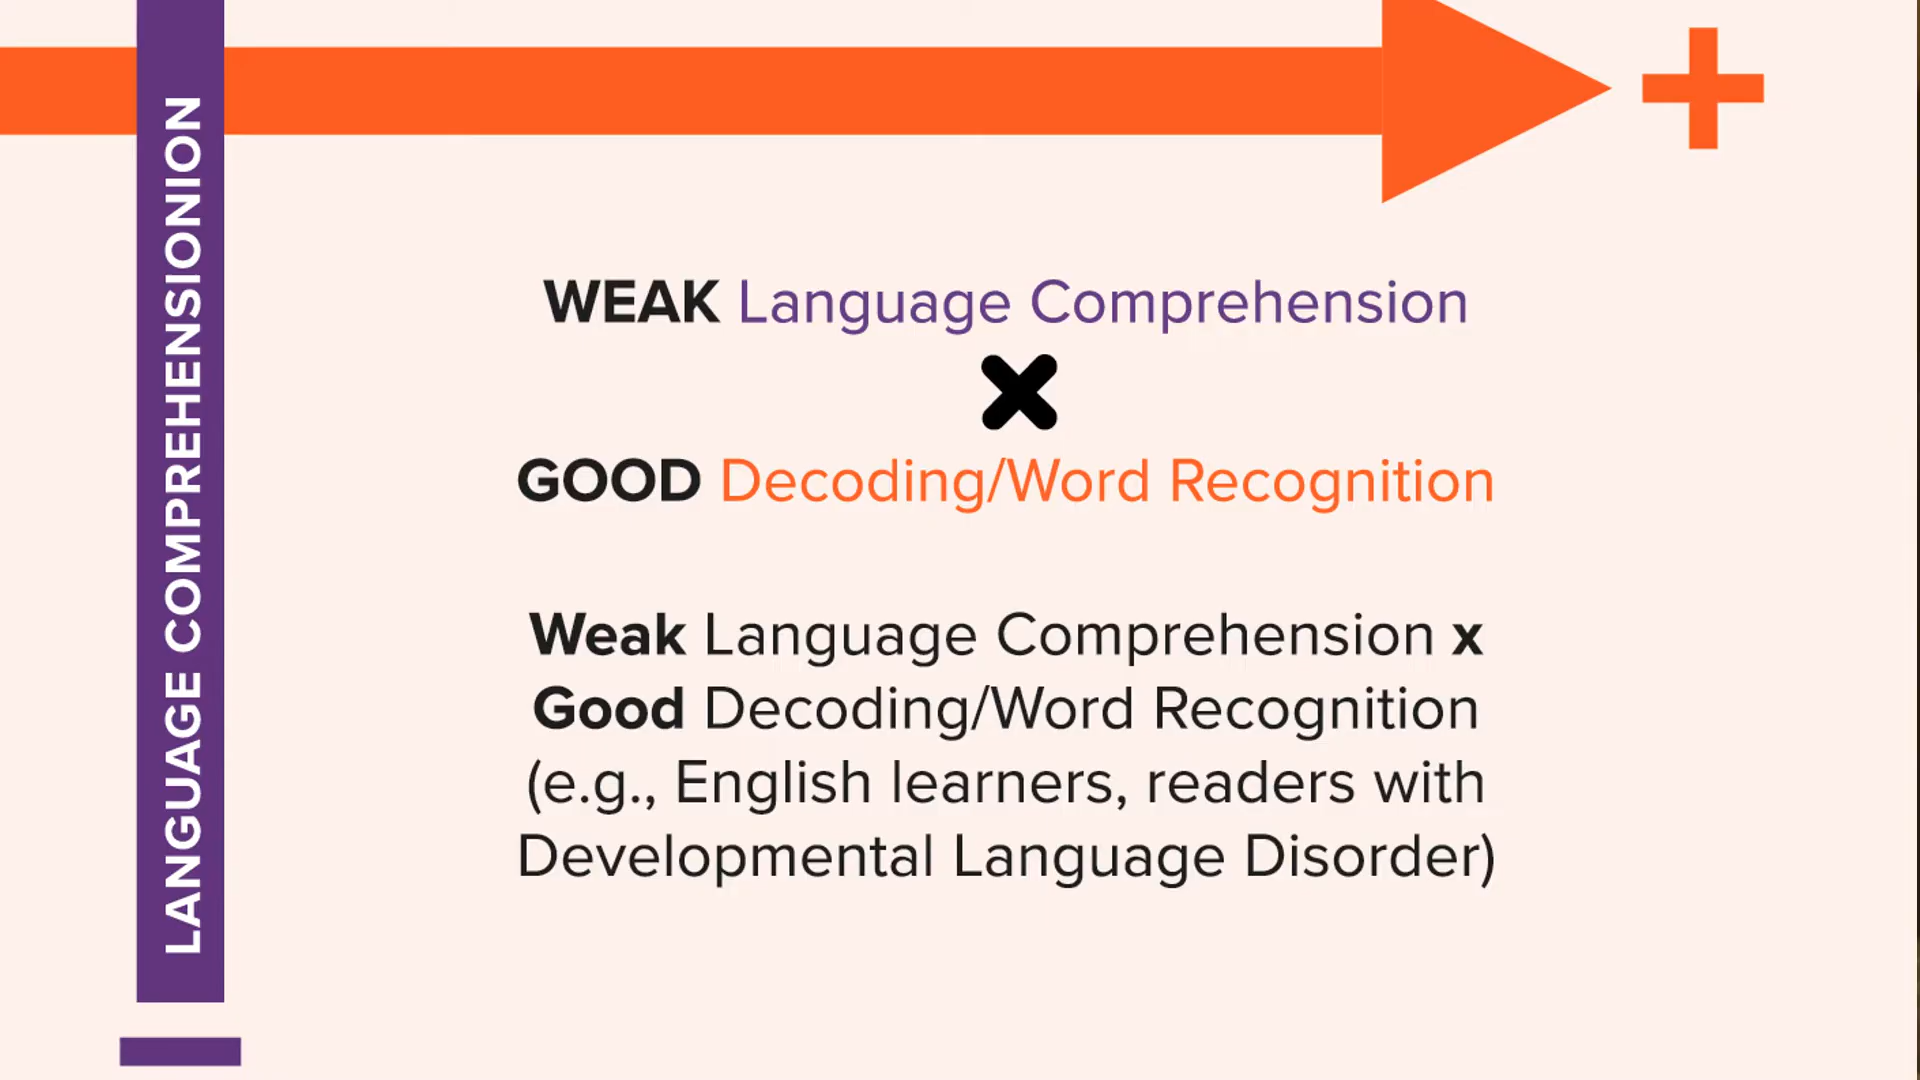 LANGUAGE COMPREHENSIONION
WEAK Language Comprehension
GOOD Decoding/Word Recognition
Weak Language Comprehension x
Good Decoding/Word Recognition
(e.g., English learners, readers with
Developmental Language Disorder)